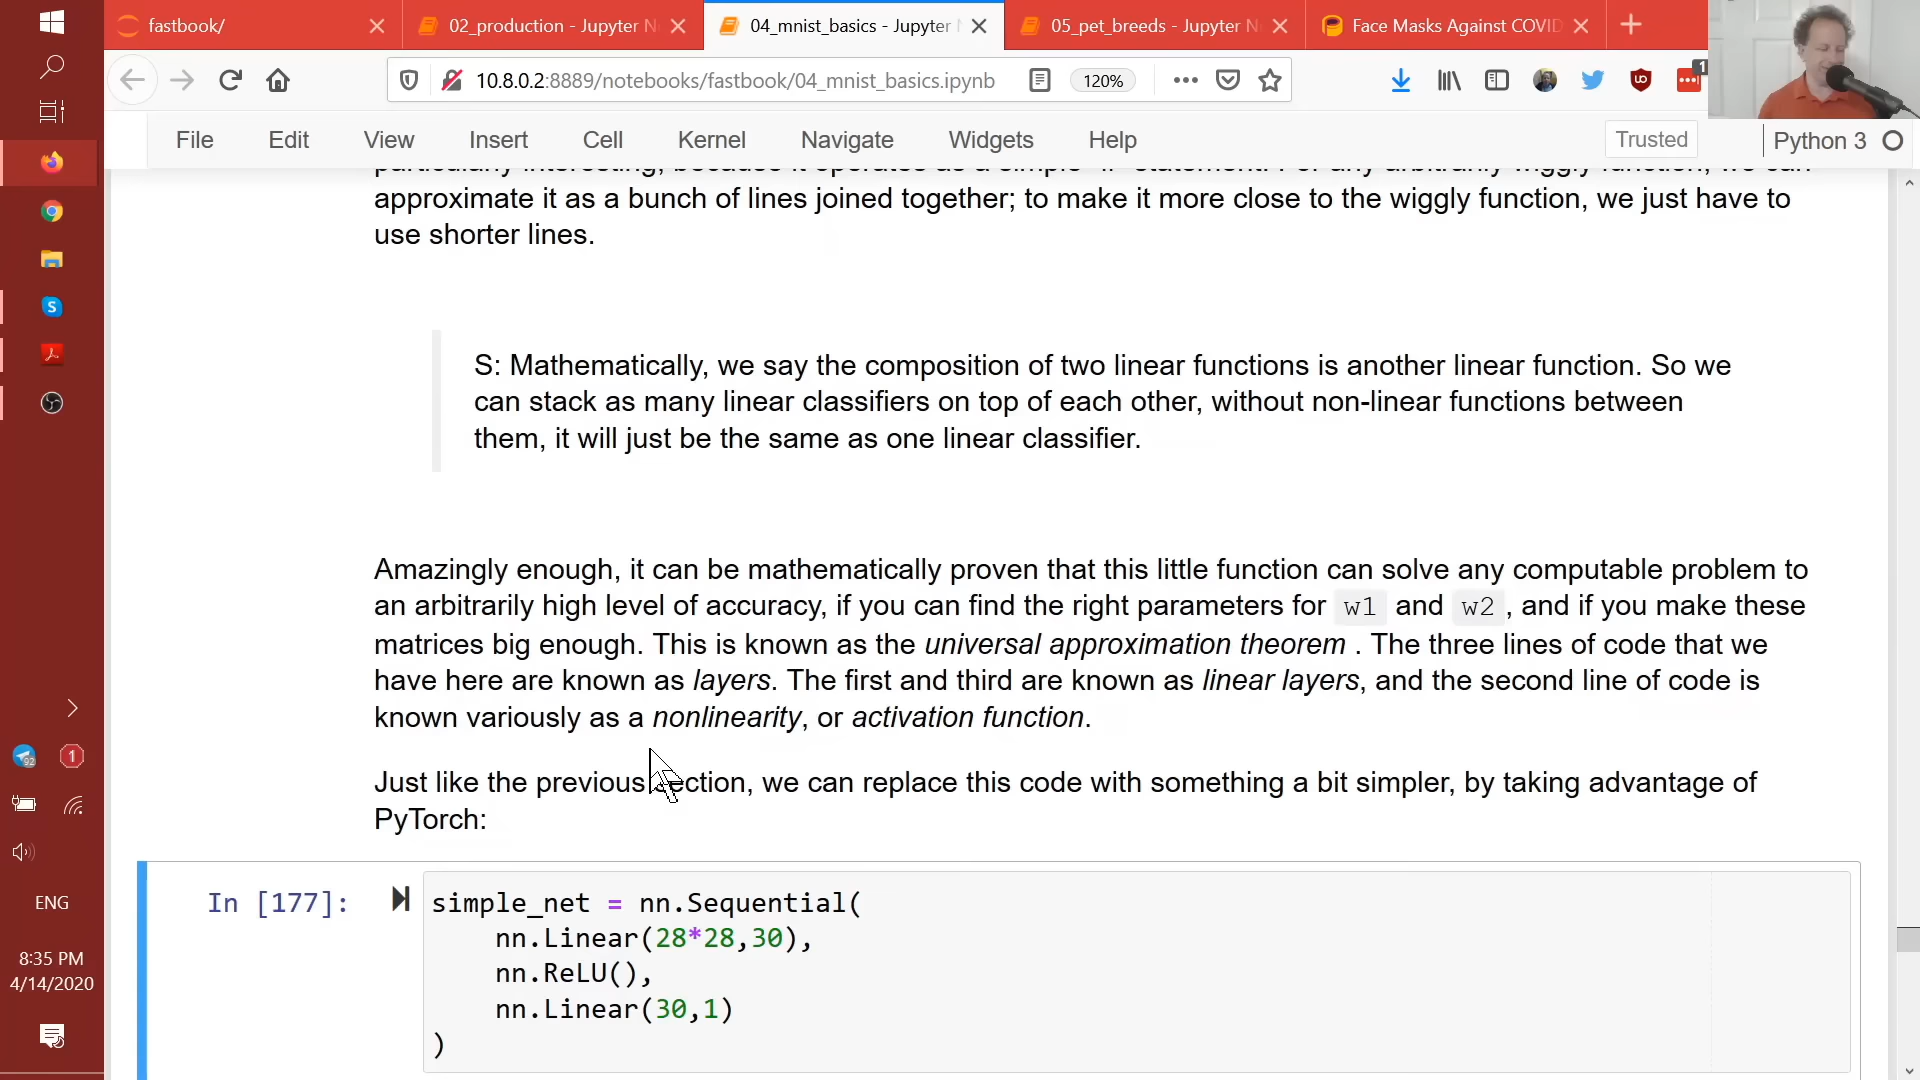 fastbook/
02_production - Jupyter N
04_mnist_basics - Jupyter
05_pet_breeds - Jupyter N
Face Masks Against COVID
10.8.0.2:8889/notebooks/fastbook/04_mnist_basics.ipynb
120%
1
File Edit View Insert Cell Kernel Navigate Widgets Help
Trusted
Python 3
approximate it as a bunch of lines joined together; to make it more close to the wiggly function, we just have to
use shorter lines.
S: Mathematically, we say the composition of two linear functions is another linear function. So we
can stack as many linear classifiers on top of each other, without non-linear functions between
them, it will just be the same as one linear classifier.
Amazingly enough, it can be mathematically proven that this little function can solve any computable problem to
an arbitrarily high level of accuracy, if you can find the right parameters for w1 and w2 , and if you make these
matrices big enough. This is known as the universal approximation theorem . The three lines of code that we
have here are known as layers. The first and third are known as linear layers, and the second line of code is
known variously as a nonlinearity, or activation function.
Just like the previous section, we can replace this code with something a bit simpler, by taking advantage of
PyTorch:
In [177]:
simple_net = nn.Sequential(
    nn.Linear(28*28,30),
    nn.ReLU(),
    nn.Linear(30,1)
)
92
1
ENG
8:35 PM
4/14/2020